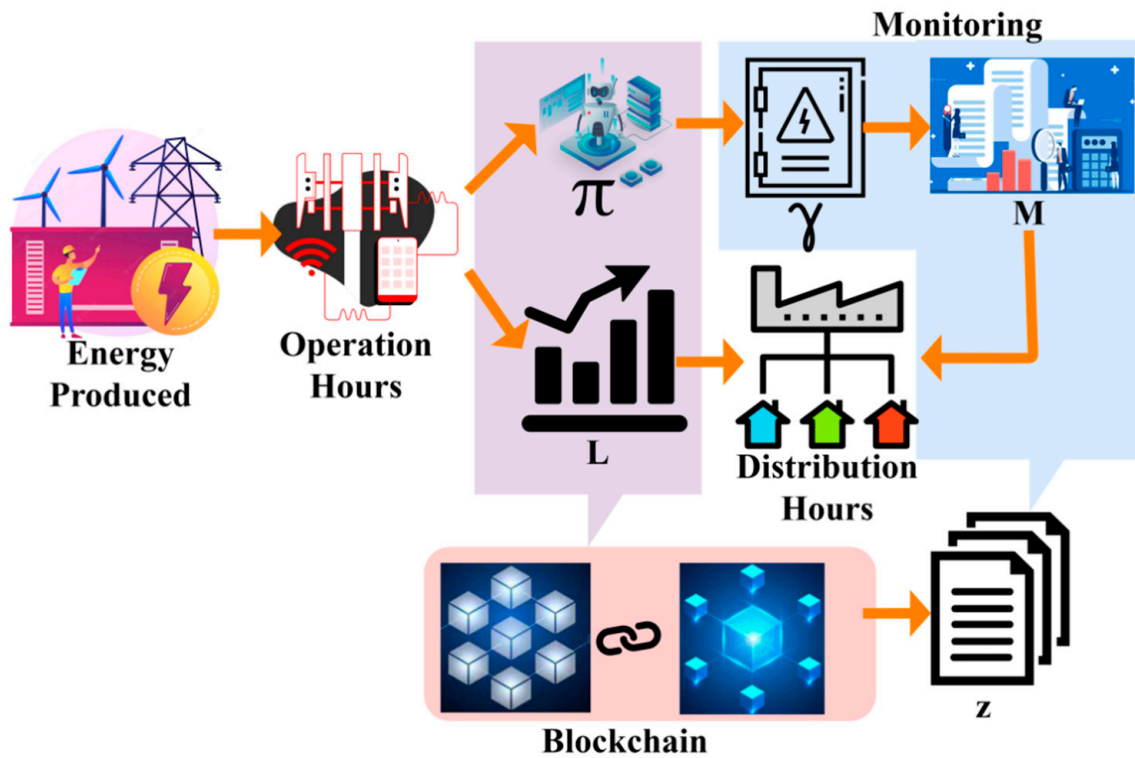 Monitoring
π
γ
M
Energy
Produced
Operation
Hours
L
Distribution
Hours
Blockchain
z